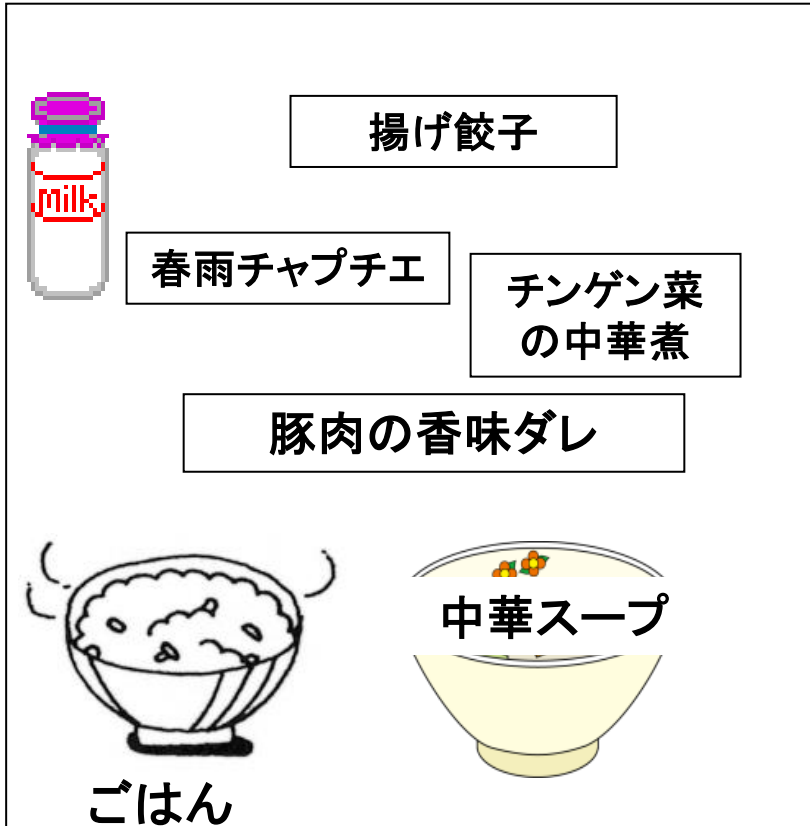 揚げ餃子
Milk
春雨チャプチエ
チンゲン菜
の中華煮
豚肉の香味ダレ
中華スープ
ごはん